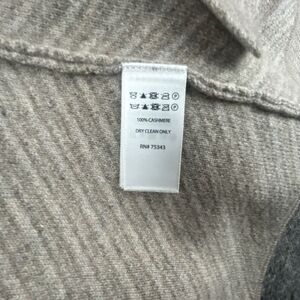 100% CASHMERE
DRY CLEAN ONLY
RN# 75343